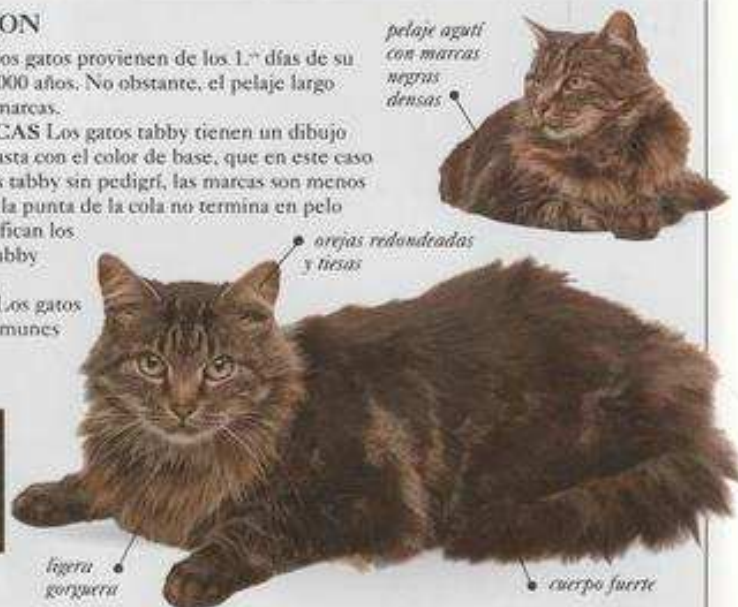 ON
os gatos provienen de los 1.ᵒˢ días de su
000 años. No obstante, el pelaje largo
marcas.
CAS Los gatos tabby tienen un dibujo
asta con el color de base, que en este caso
s tabby sin pedigrí, las marcas son menos
la punta de la cola no termina en pelo
fican los
abby
Los gatos
munes
pelaje agutí
con marcas
negras
densas
orejas redondeadas
y tiesas
ligera
gorguera
cuerpo fuerte